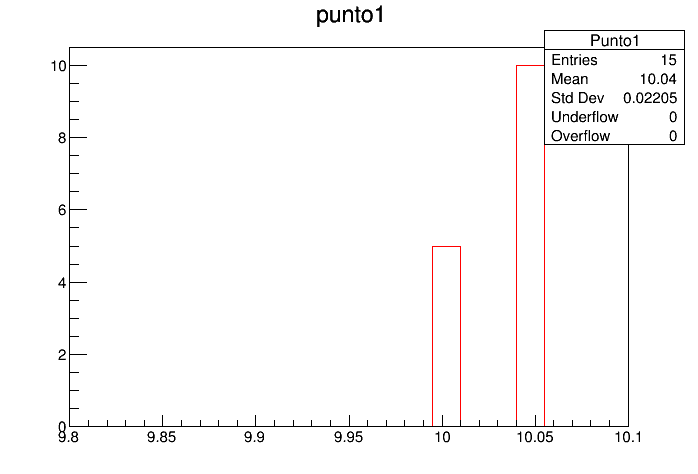 punto1
Punto1
Entries 15
Mean 10.04
Std Dev 0.02205
Underflow 0
Overflow 0
10
8
6
4
2
0
9.8 9.85 9.9 9.95 10 10.05 10.1